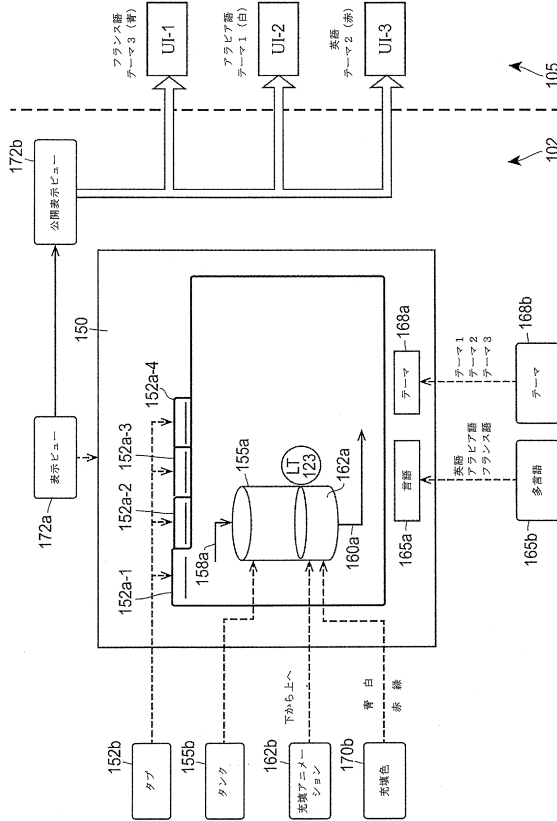 152b
タブ
155b
タンク
162b
充填アニメー
ション
170b
充填色
下から上へ
青 白
赤 緑
172a
表示ビュー
172b
公開表示ビュー
150
152a-1
152a-2
152a-3
152a-4
155a
158a
LT
123
162a
160a
165a
言語
168a
テーマ
英語
アラビア語
フランス語
テーマ1
テーマ2
テーマ3
165b
多言語
168b
テーマ
フランス語
テーマ3(青)
UI-1
アラビア語
テーマ1(白)
UI-2
英語
テーマ2(赤)
UI-3
102
105